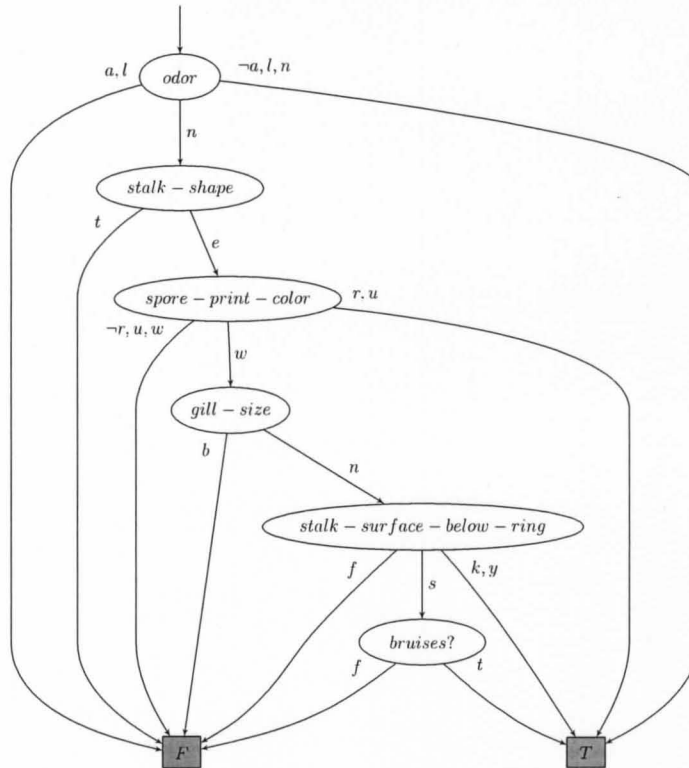 a, l
odor
¬a, l, n
n
stalk − shape
t
e
spore − print − color
r, u
¬r, u, w
w
gill − size
b
n
stalk − surface − below − ring
f
s
k, y
bruises?
f
t
F
T